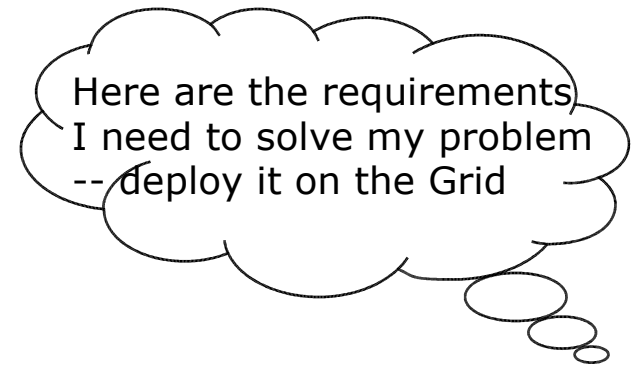 Here are the requirements
I need to solve my problem
-- deploy it on the Grid